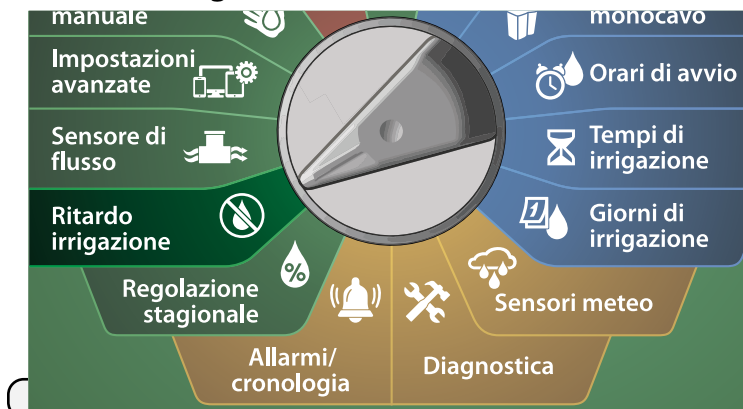 manuale
monocavo
Impostazioni
avanzate
Orari di avvio
Sensore di
flusso
Tempi di
irrigazione
Ritardo
irrigazione
1
Giorni di
irrigazione
%
Regolazione
stagionale
Sensori meteo
Allarmi/
cronologia
Diagnostica